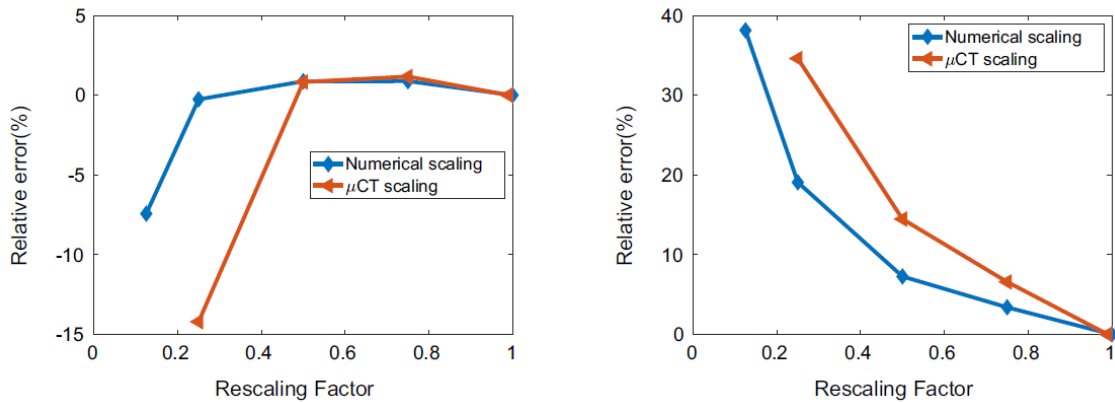 5
0
-5
-10
-15
0
0.2
0.4
0.6
0.8
1
Relative error(%)
Rescaling Factor
Numerical scaling
μCT scaling
40
30
20
10
0
0
0.2
0.4
0.6
0.8
1
Relative error(%)
Rescaling Factor
Numerical scaling
μCT scaling